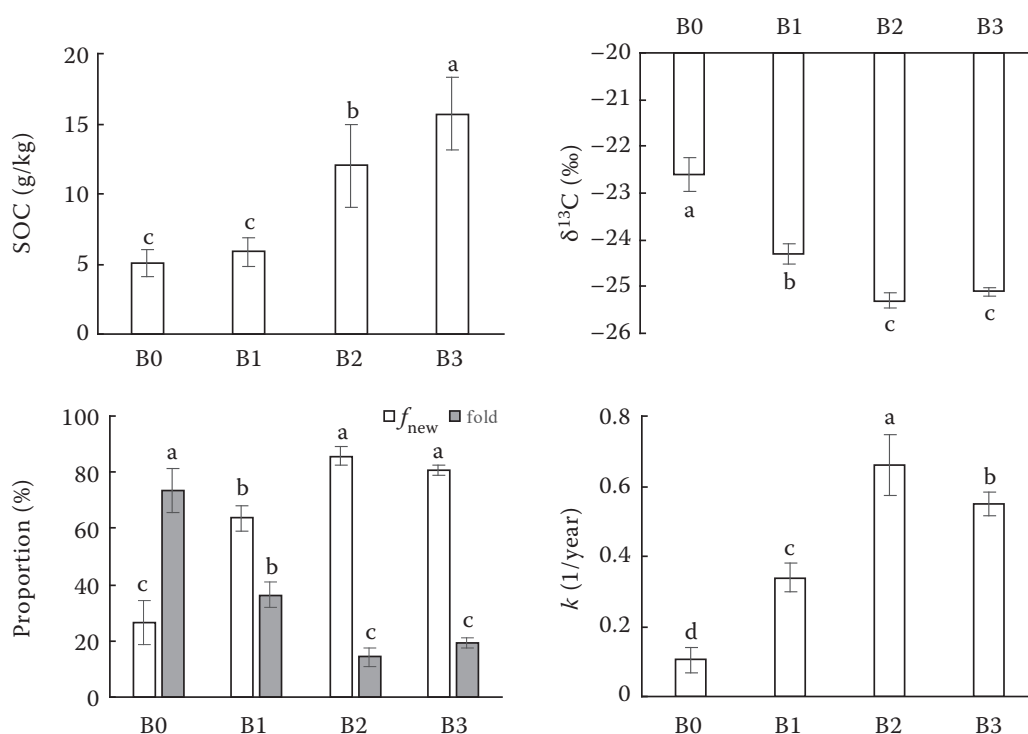 20
15
10
5
0
SOC (g/kg)
c
c
b
a
B0 B1 B2 B3
B0 B1 B2 B3
−20
−21
−22
−23
−24
−25
−26
δ¹³C (‰)
a
b
c
c
100
80
60
40
20
0
Proportion (%)
f_new fold
c a
b b
a c
a c
B0 B1 B2 B3
0.8
0.6
0.4
0.2
0
k (1/year)
d
c
a
b
B0 B1 B2 B3